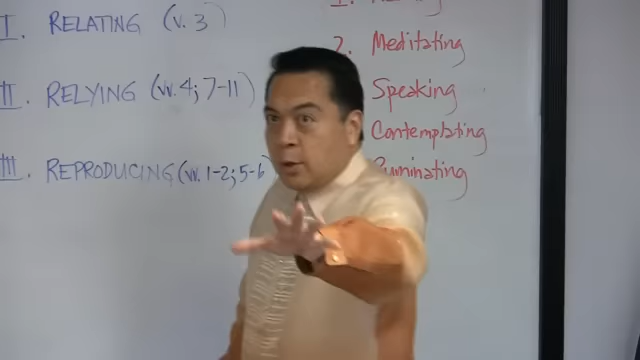 I. RELATING (v. 3)
II. RELYING (vv. 4; 7-11)
III. REPRODUCING (vv. 1-2; 5-6
1.
2. Meditating
Speaking
Contemplating
Ruminating